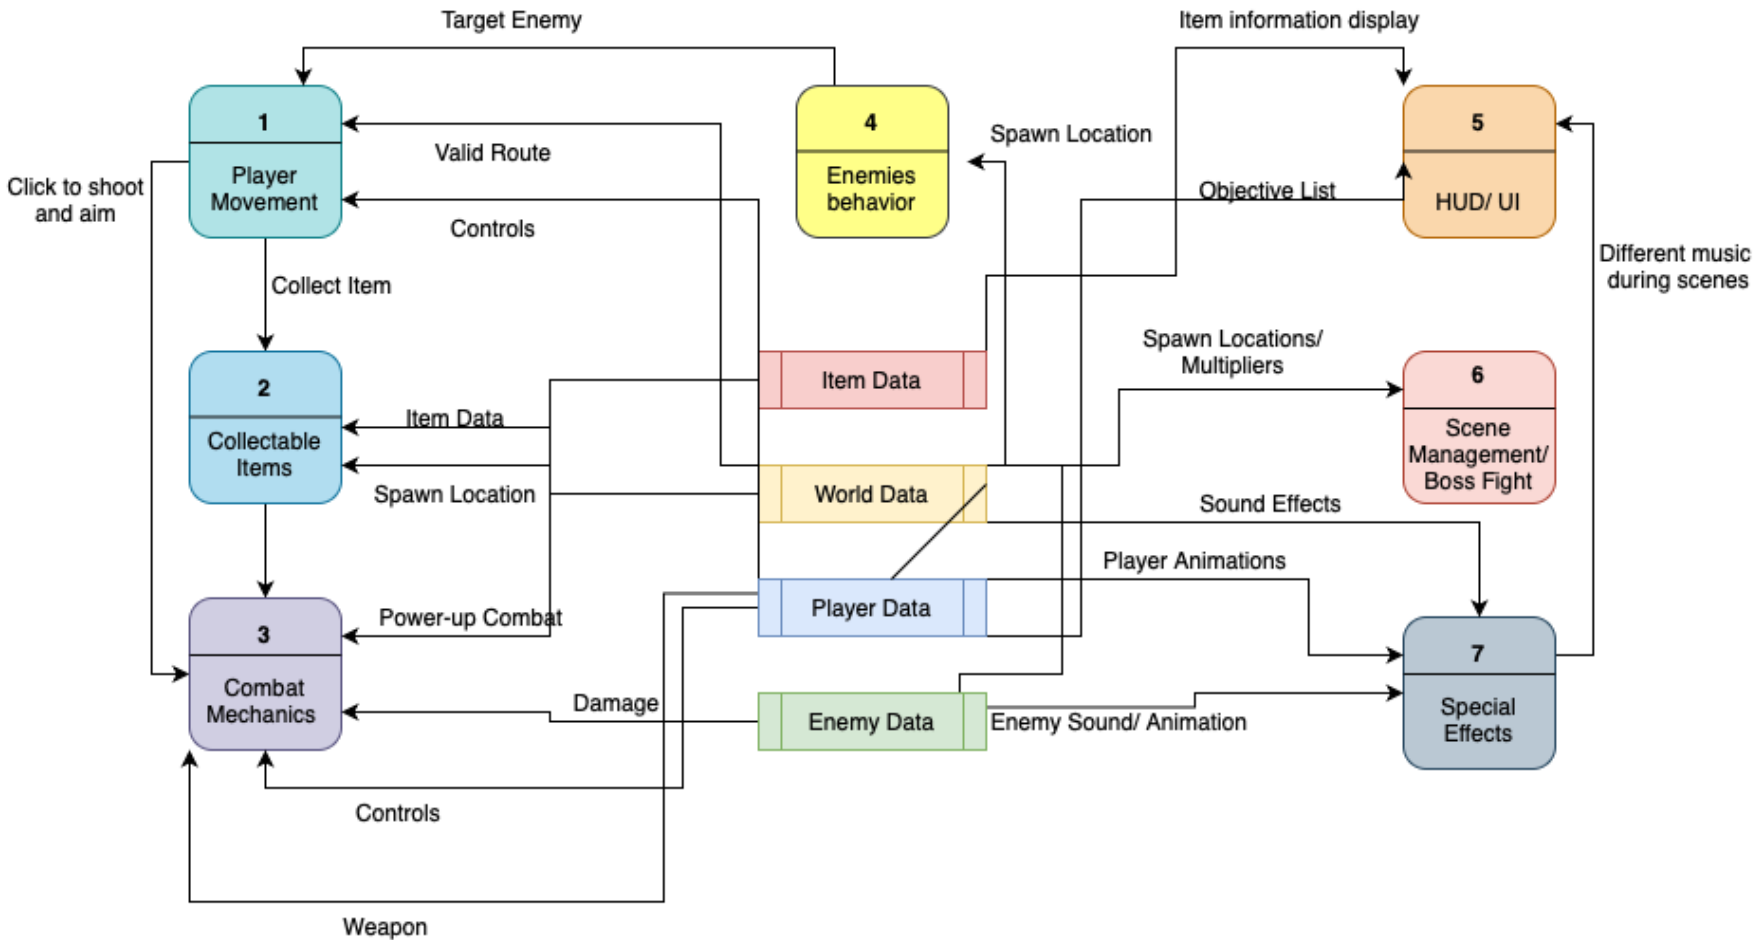 Target Enemy
Item information display
1
Player
Movement
4
Enemies
behavior
5
HUD/ UI
Spawn Location
Valid Route
Click to shoot
and aim
Objective List
Controls
Different music
during scenes
Collect Item
Spawn Locations/
Multipliers
2
Collectable
Items
Item Data
Item Data
6
Scene
Management/
Boss Fight
Spawn Location
World Data
Sound Effects
Player Animations
3
Combat
Mechanics
Power-up Combat
Player Data
7
Special
Effects
Damage
Enemy Data
Enemy Sound/ Animation
Controls
Weapon